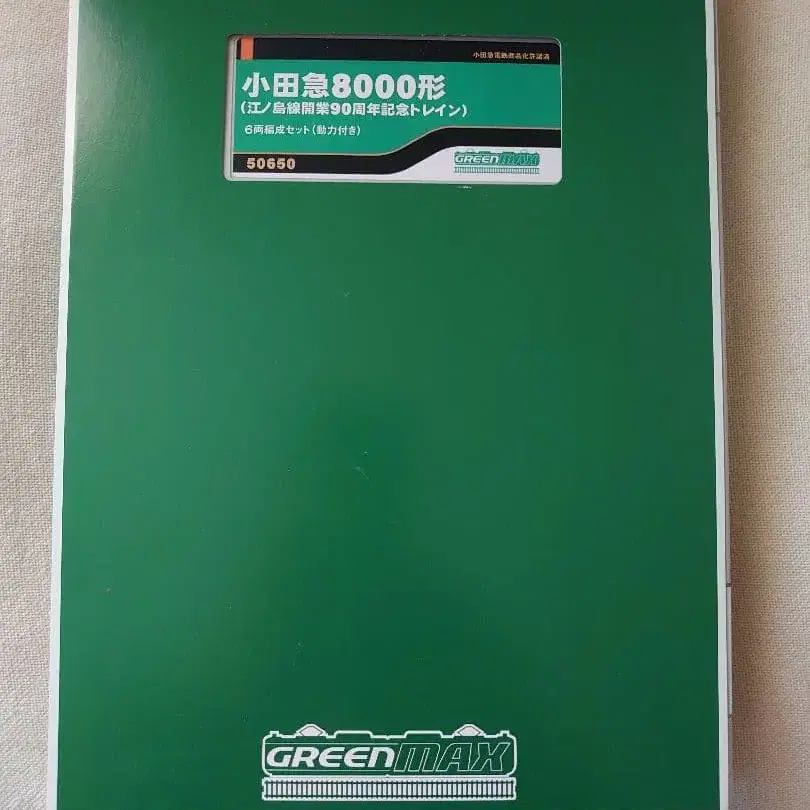 小田急電鉄商品化許諾済
小田急8000形
(江ノ島線開業90周年記念トレイン)
6両編成セット(動力付き)
50650
GREENMAX
GREENMAX